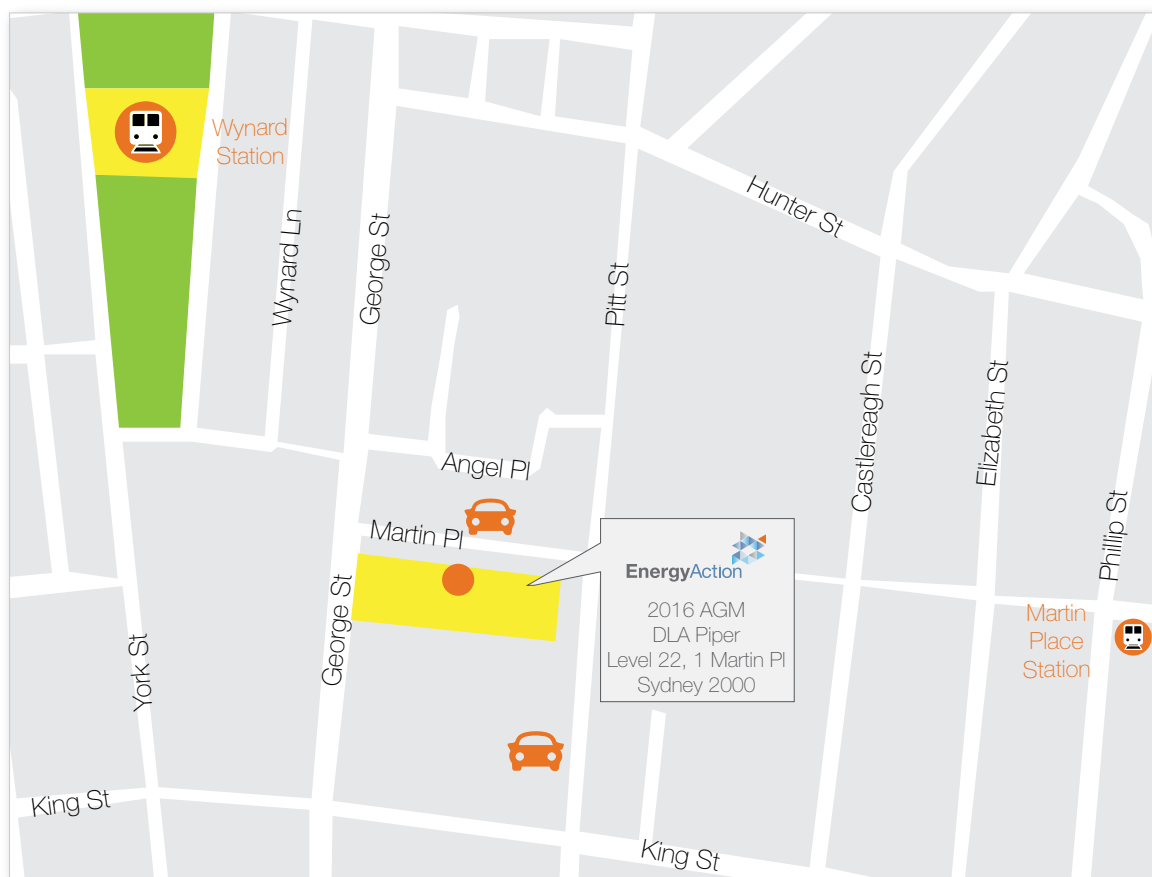 Wynard
Station
Hunter St
Wynard Ln
George St
Pitt St
Castlereagh St
Elizabeth St
Angel Pl
Phillip St
Martin Pl
EnergyAction
2016 AGM
DLA Piper
Level 22, 1 Martin Pl
Sydney 2000
George St
Martin
Place
Station
York St
King St
King St